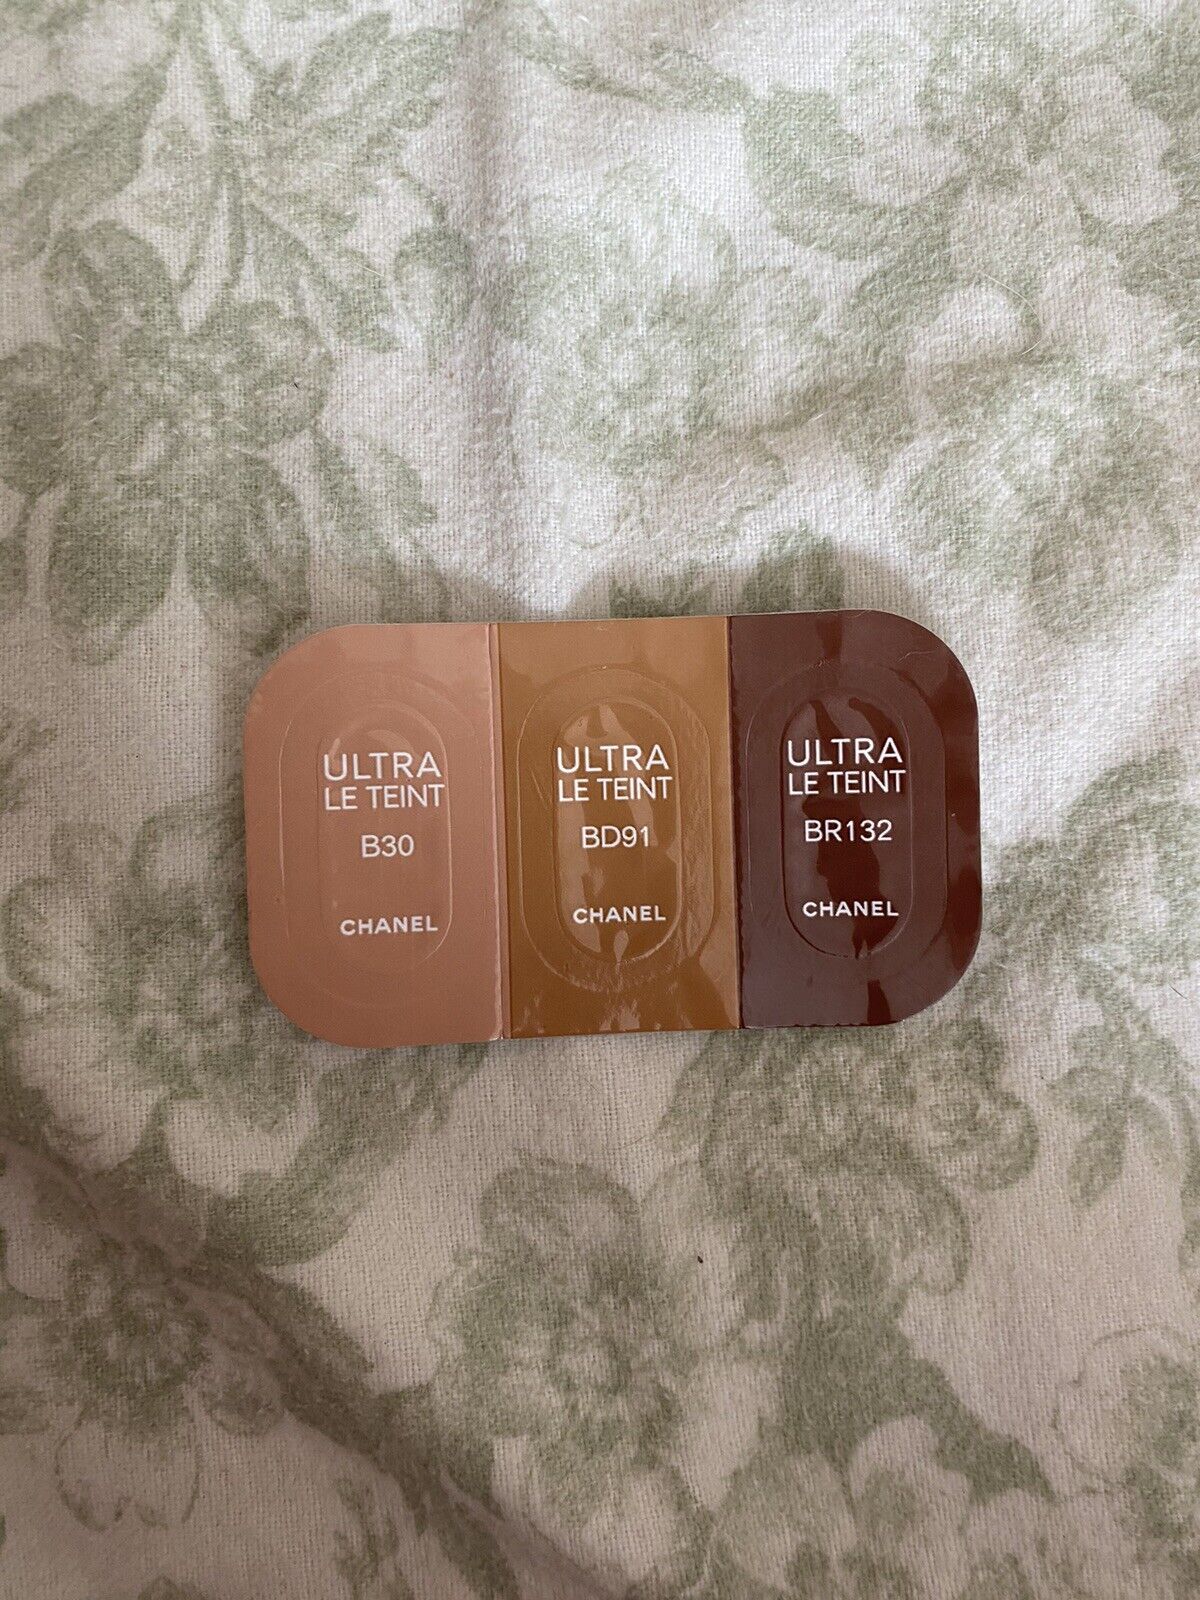 ULTRA
LE TEINT
B30
CHANEL
ULTRA
LE TEINT
BD91
CHANEL
ULTRA
LE TEINT
BR132
CHANEL